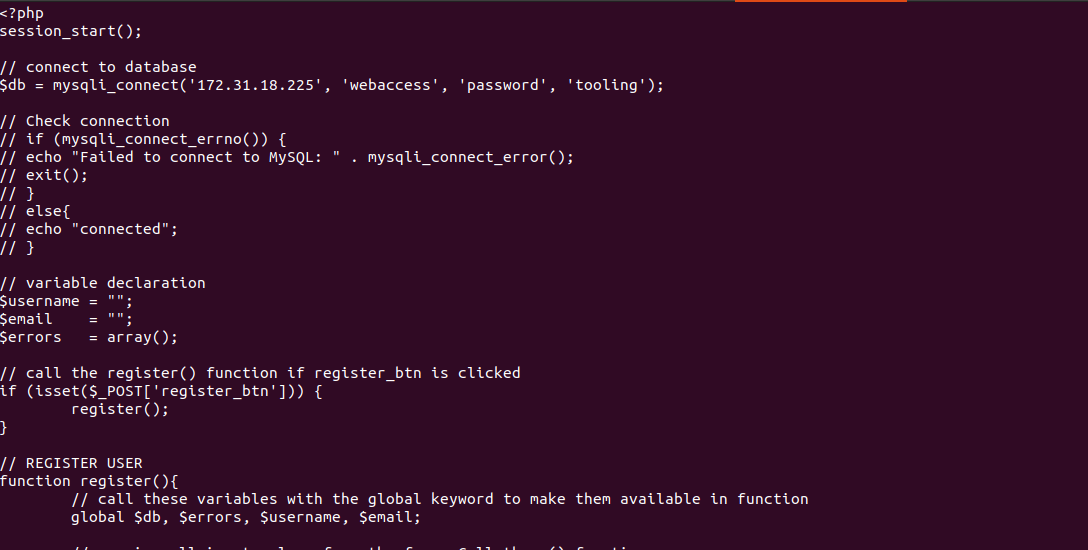 <?php
session_start();

// connect to database
$db = mysqli_connect('172.31.18.225', 'webaccess', 'password', 'tooling');

// Check connection
// if (mysqli_connect_errno()) {
// echo "Failed to connect to MySQL: " . mysqli_connect_error();
// exit();
// }
// else{
// echo "connected";
// }

// variable declaration
$username = "";
$email    = "";
$errors   = array();

// call the register() function if register_btn is clicked
if (isset($_POST['register_btn'])) {
        register();
}

// REGISTER USER
function register(){
        // call these variables with the global keyword to make them available in function
        global $db, $errors, $username, $email;